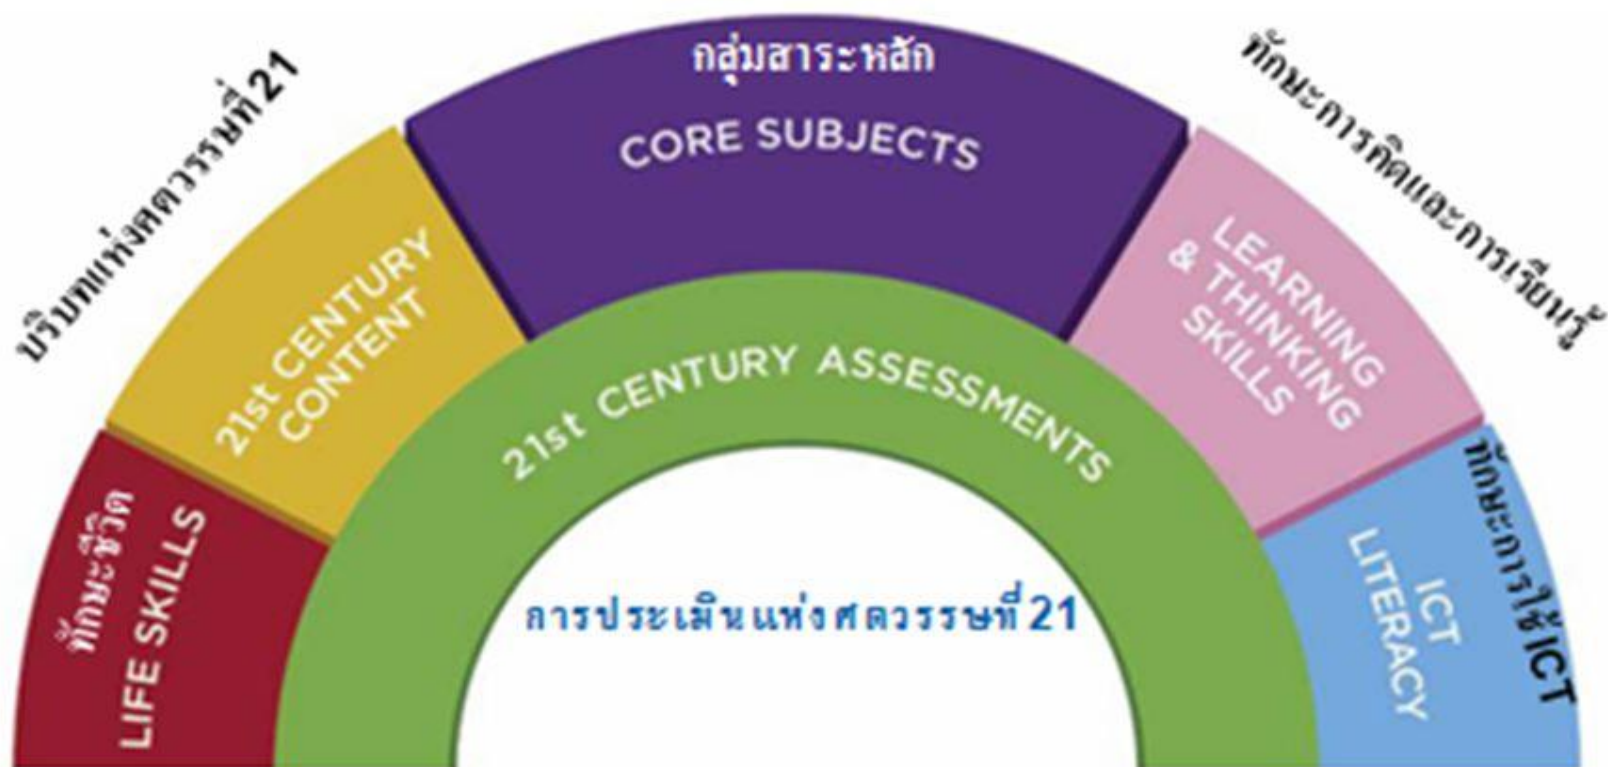 บริบทแห่งศตวรรษที่ 21
กลุ่มสาระหลัก
CORE SUBJECTS
ทักษะการคิดและการเรียนรู้
21st CENTURY
CONTENT
LEARNING
& THINKING
SKILLS
ทักษะชีวิต
LIFE SKILLS
21st CENTURY ASSESSMENTS
ICT
LITERACY
ทักษะการใช้ ICT
การประเมินแห่งศตวรรษที่ 21